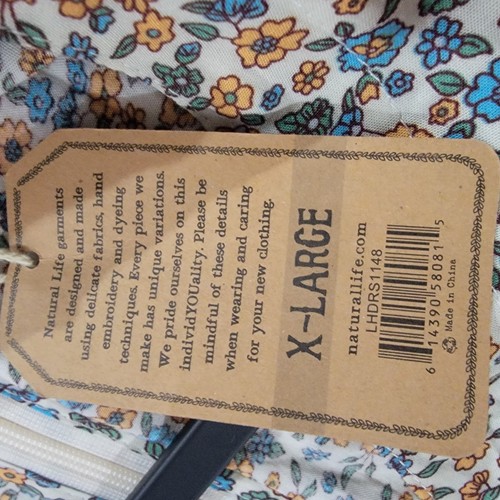 Natural Life garments
are designed and made
using delicate fabrics, hand
embroidery and dyeing
techniques. Every piece we
make has unique variations.
We pride ourselves on this
individYOUality. Please be
mindful of these details
when wearing and caring
for your new clothing.
X-LARGE
naturallife.com
LHDRS1148
6 14390 58081 5
Made in China